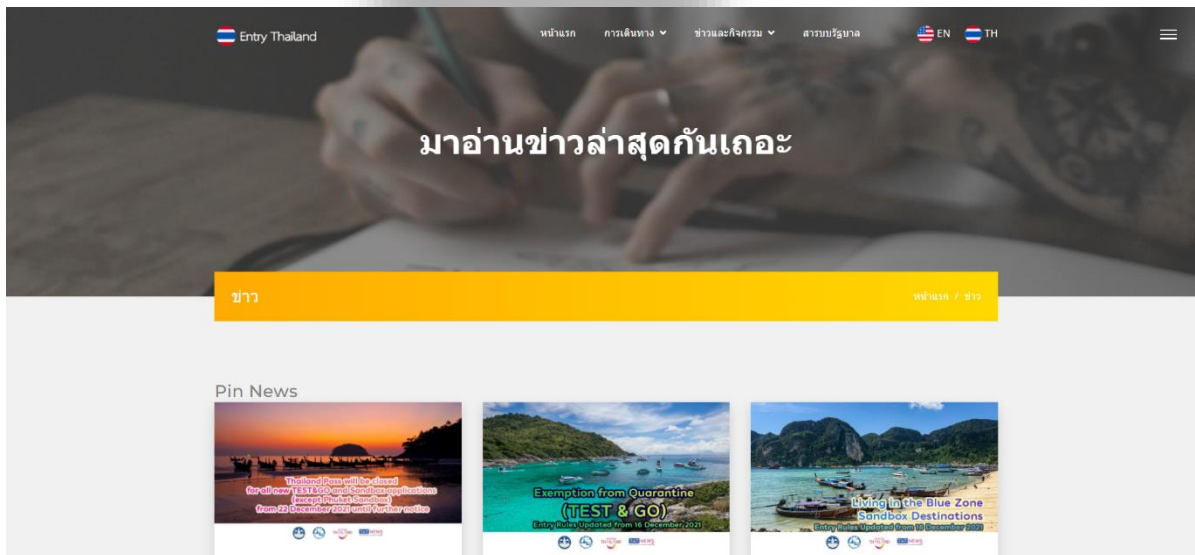 Entry Thailand
หน้าแรก การเดินทาง ข่าวและกิจกรรม สารบบรัฐบาล EN TH
มาอ่านข่าวล่าสุดกันเถอะ
ข่าว
หน้าแรก / ข่าว
Pin News
Thailand Pass will be closed
for all new TEST&GO and Sandbox applications
(except Phuket Sandbox)
from 22 December 2021 until further notice
Exemption from Quarantine
(TEST & GO)
Entry Rules Updated from 16 December 2021
Living in the Blue Zone
Sandbox Destinations
Entry Rules Updated from 16 December 2021